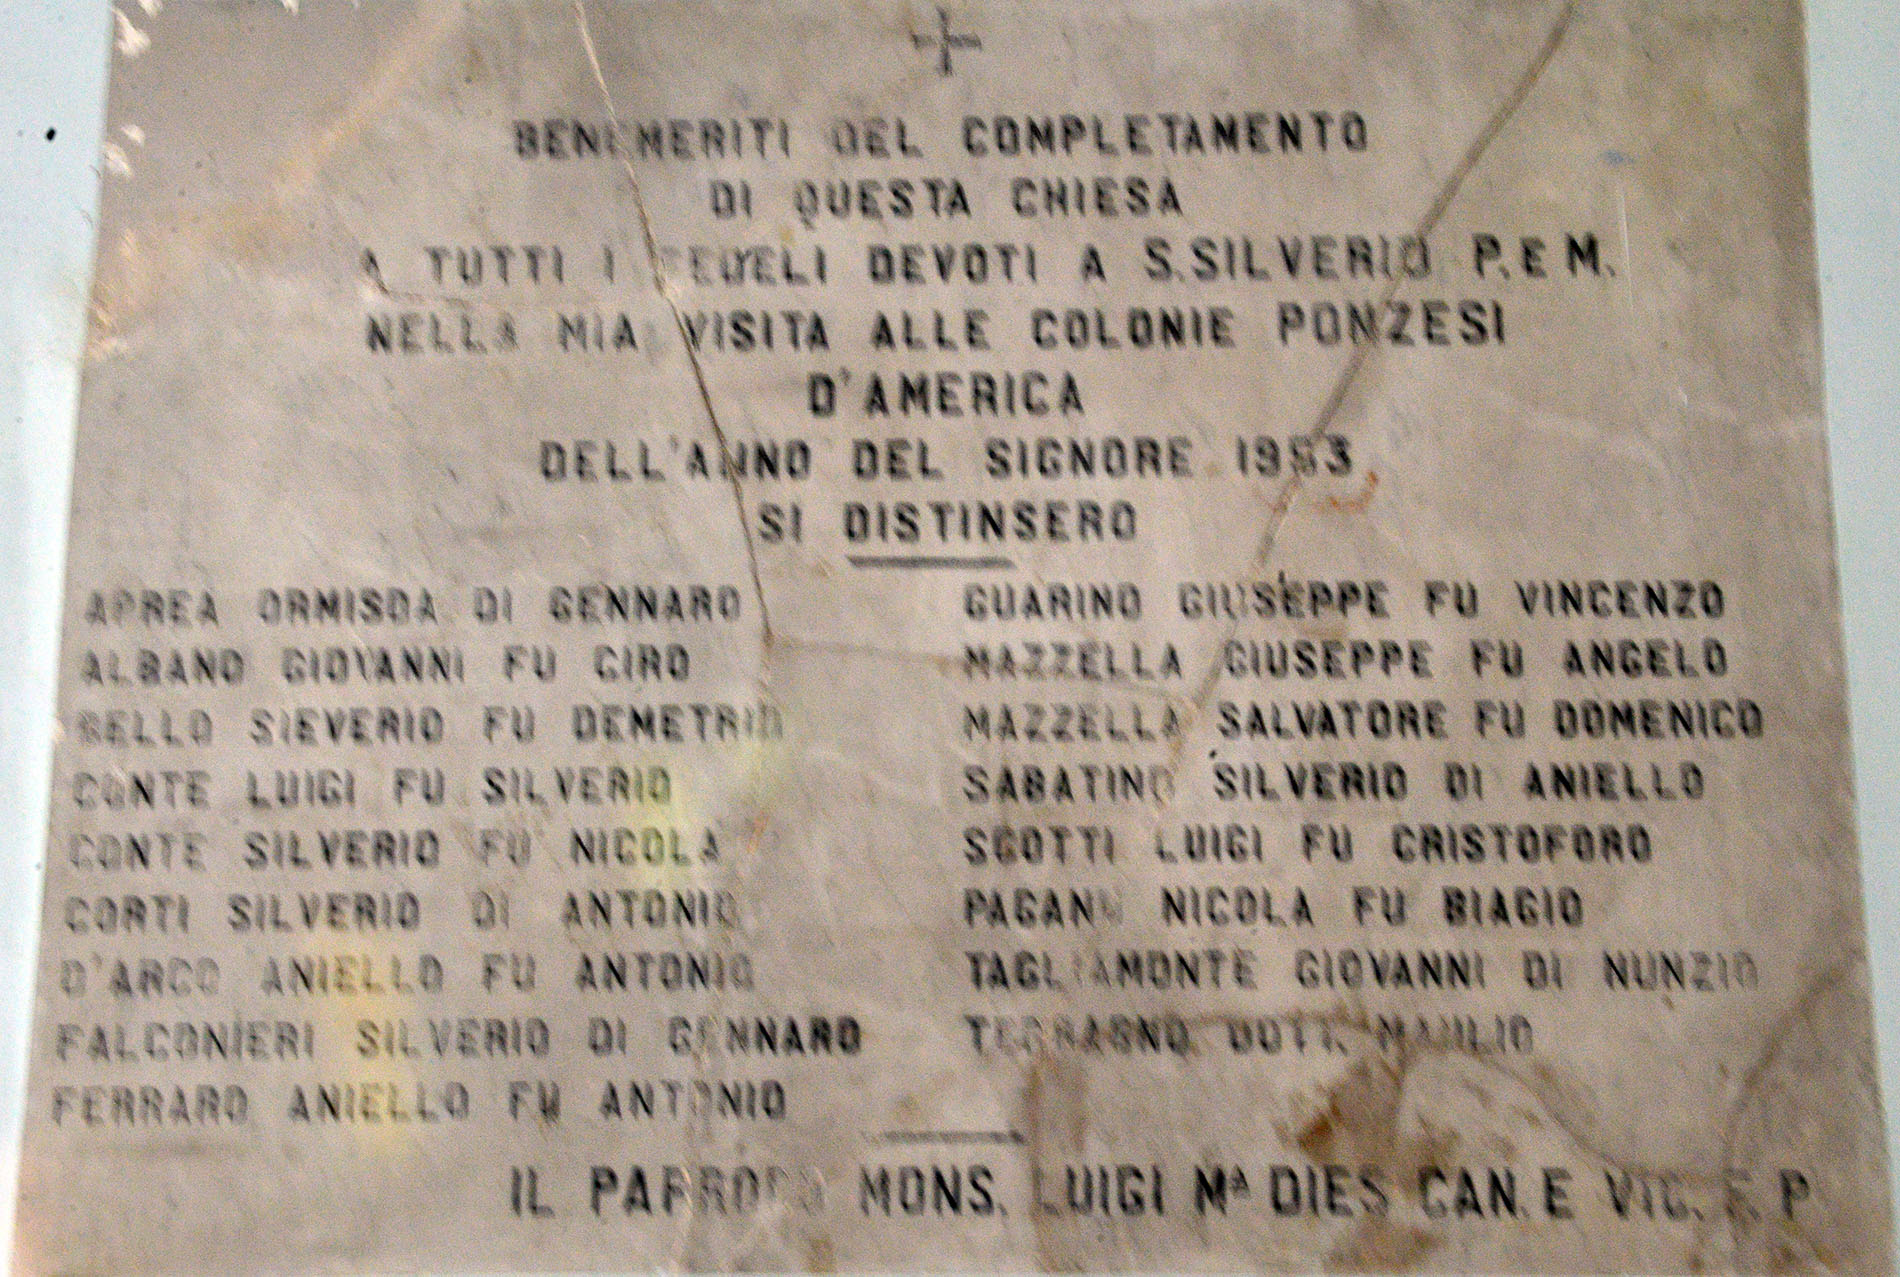 BENEMERITI DEL COMPLETAMENTO
DI QUESTA CHIESA
A TUTTI I FEDELI DEVOTI A S.SILVERIO P. E M.
NELLA MIA VISITA ALLE COLONIE PONZESI
D'AMERICA
DELL'ANNO DEL SIGNORE 1953
SI DISTINSERO
APREA ORMISDA DI GENNARO
ALBANO GIOVANNI FU CIRO
BELLO SIEVERIO FU DEMETRIO
CONTE LUIGI FU SILVERIO
CONTE SILVERIO FU NICOLA
CORTI SILVERIO DI ANTONIO
D'ARCO ANIELLO FU ANTONIO
FALCONIERI SILVERIO DI GENNARO
FERRARO ANIELLO FU ANTONIO
GUARINO GIUSEPPE FU VINCENZO
MAZZELLA GIUSEPPE FU ANGELO
MAZZELLA SALVATORE FU DOMENICO
SABATINO SILVERIO DI ANIELLO
SCOTTI LUIGI FU CRISTOFORO
PAGANO NICOLA FU BIAGIO
TAGLIAMONTE GIOVANNI DI NUNZIO
DOTT.
IL PARROCO MONS. LUIGI Mª DIES CAN. E VIC. F. P